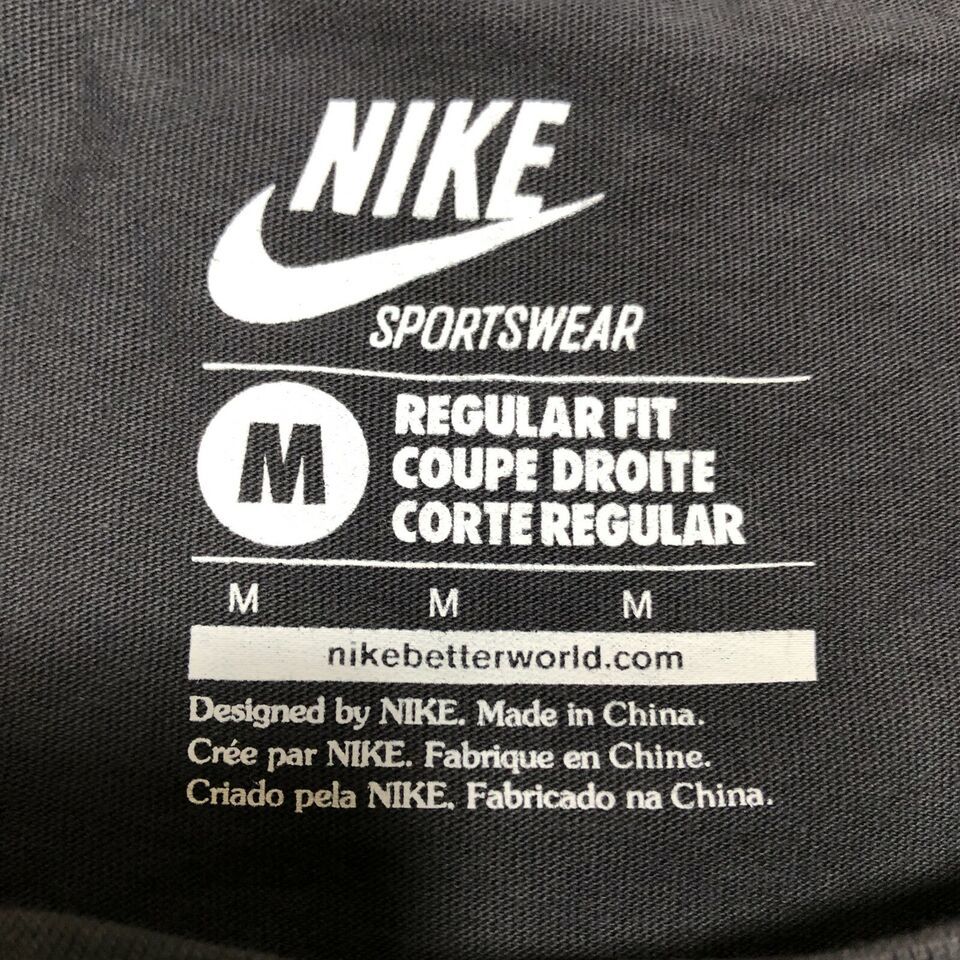 NIKE
SPORTSWEAR
M
REGULAR FIT
COUPE DROITE
CORTE REGULAR
M M M
nikebetterworld.com
Designed by NIKE. Made in China.
Crée par NIKE. Fabrique en Chine.
Criado pela NIKE. Fabricado na China.